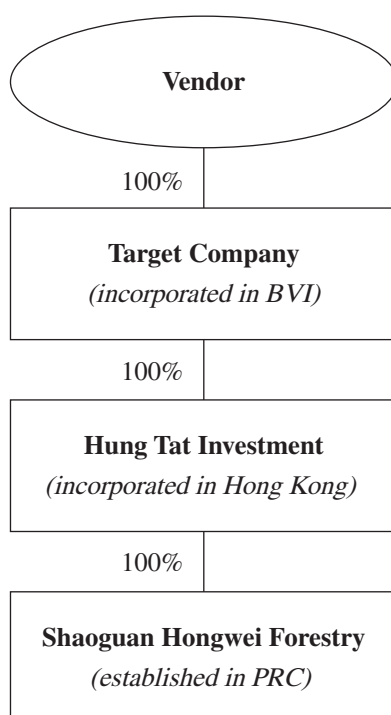 Vendor
100%
Target Company
(incorporated in BVI)
100%
Hung Tat Investment
(incorporated in Hong Kong)
100%
Shaoguan Hongwei Forestry
(established in PRC)